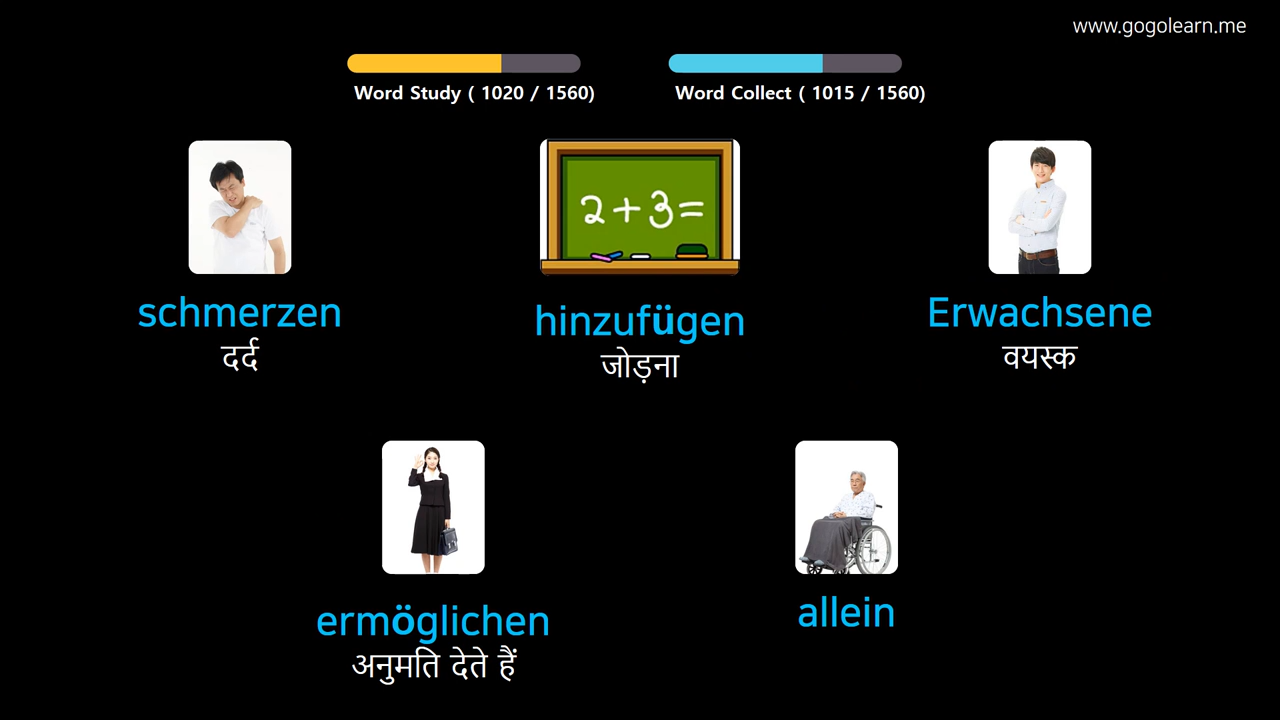 www.gogolearn.me
Word Study ( 1020 / 1560)
Word Collect ( 1015 / 1560)
2+3=
schmerzen
दर्द
hinzufügen
जोड़ना
Erwachsene
वयस्क
ermöglichen
अनुमति देते हैं
allein